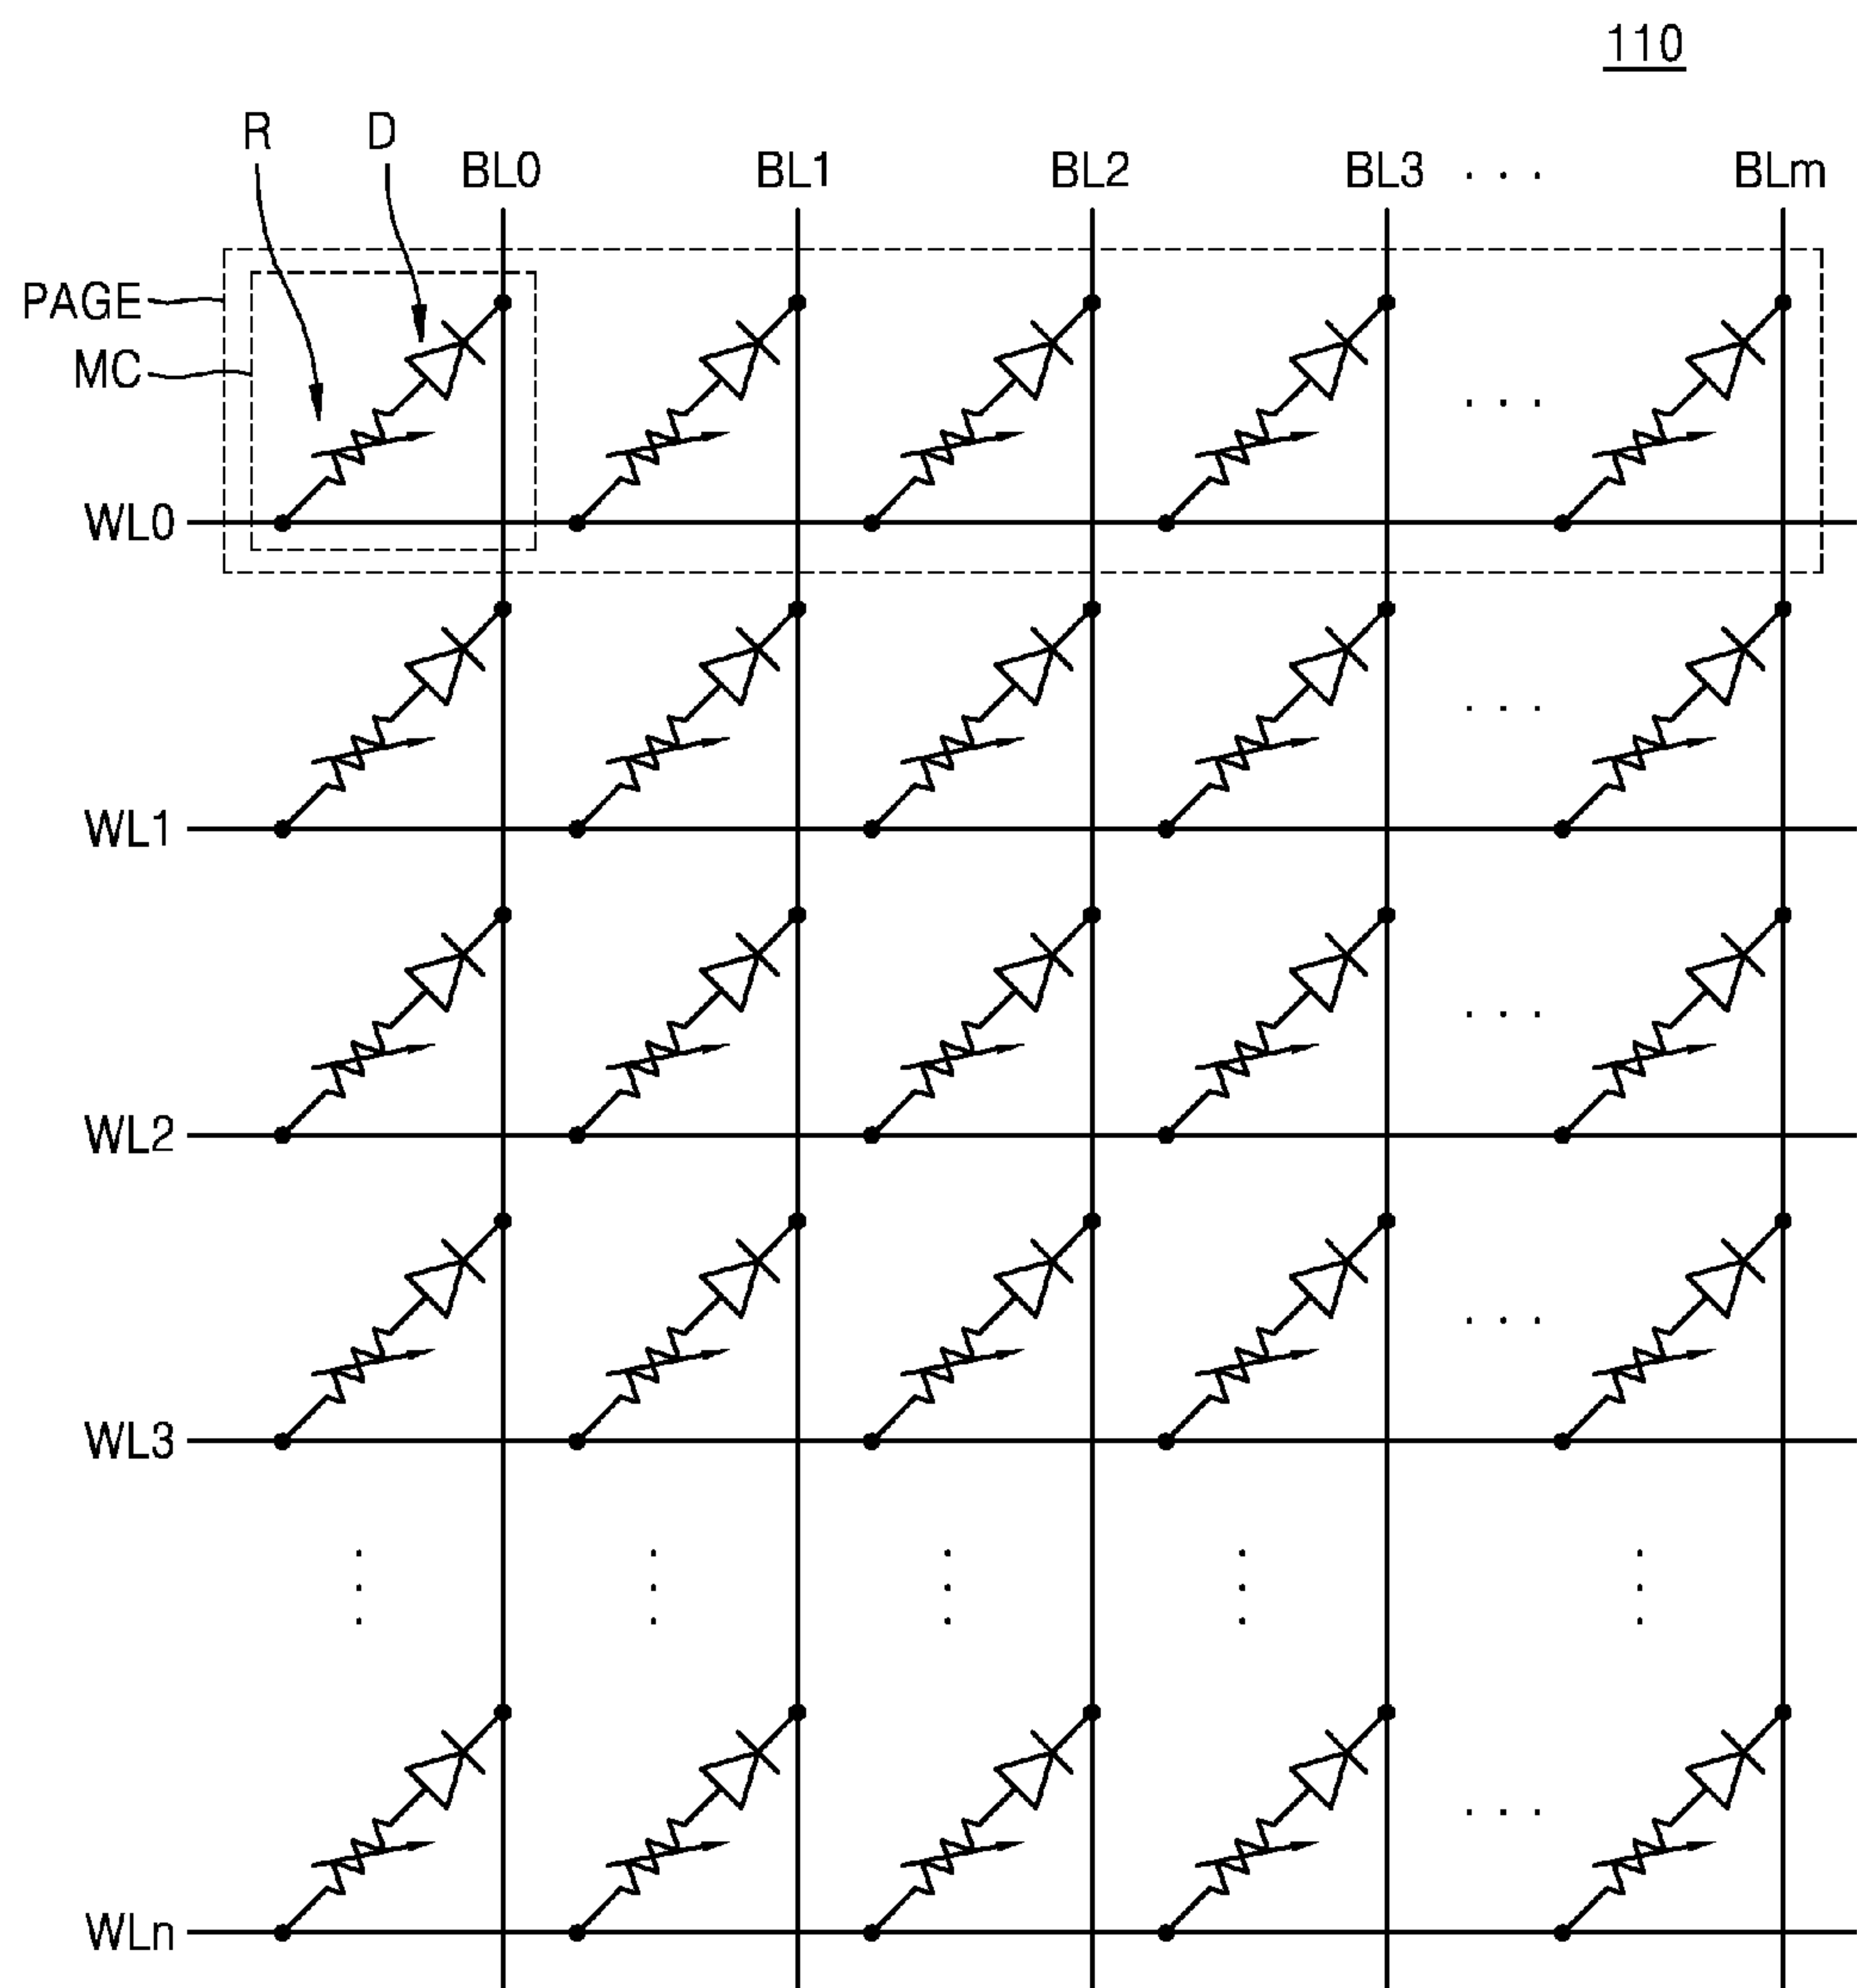 110
R D
BL0 BL1 BL2 BL3 . . . BLm
PAGE
MC
WL0
WL1
WL2
WL3
WLn